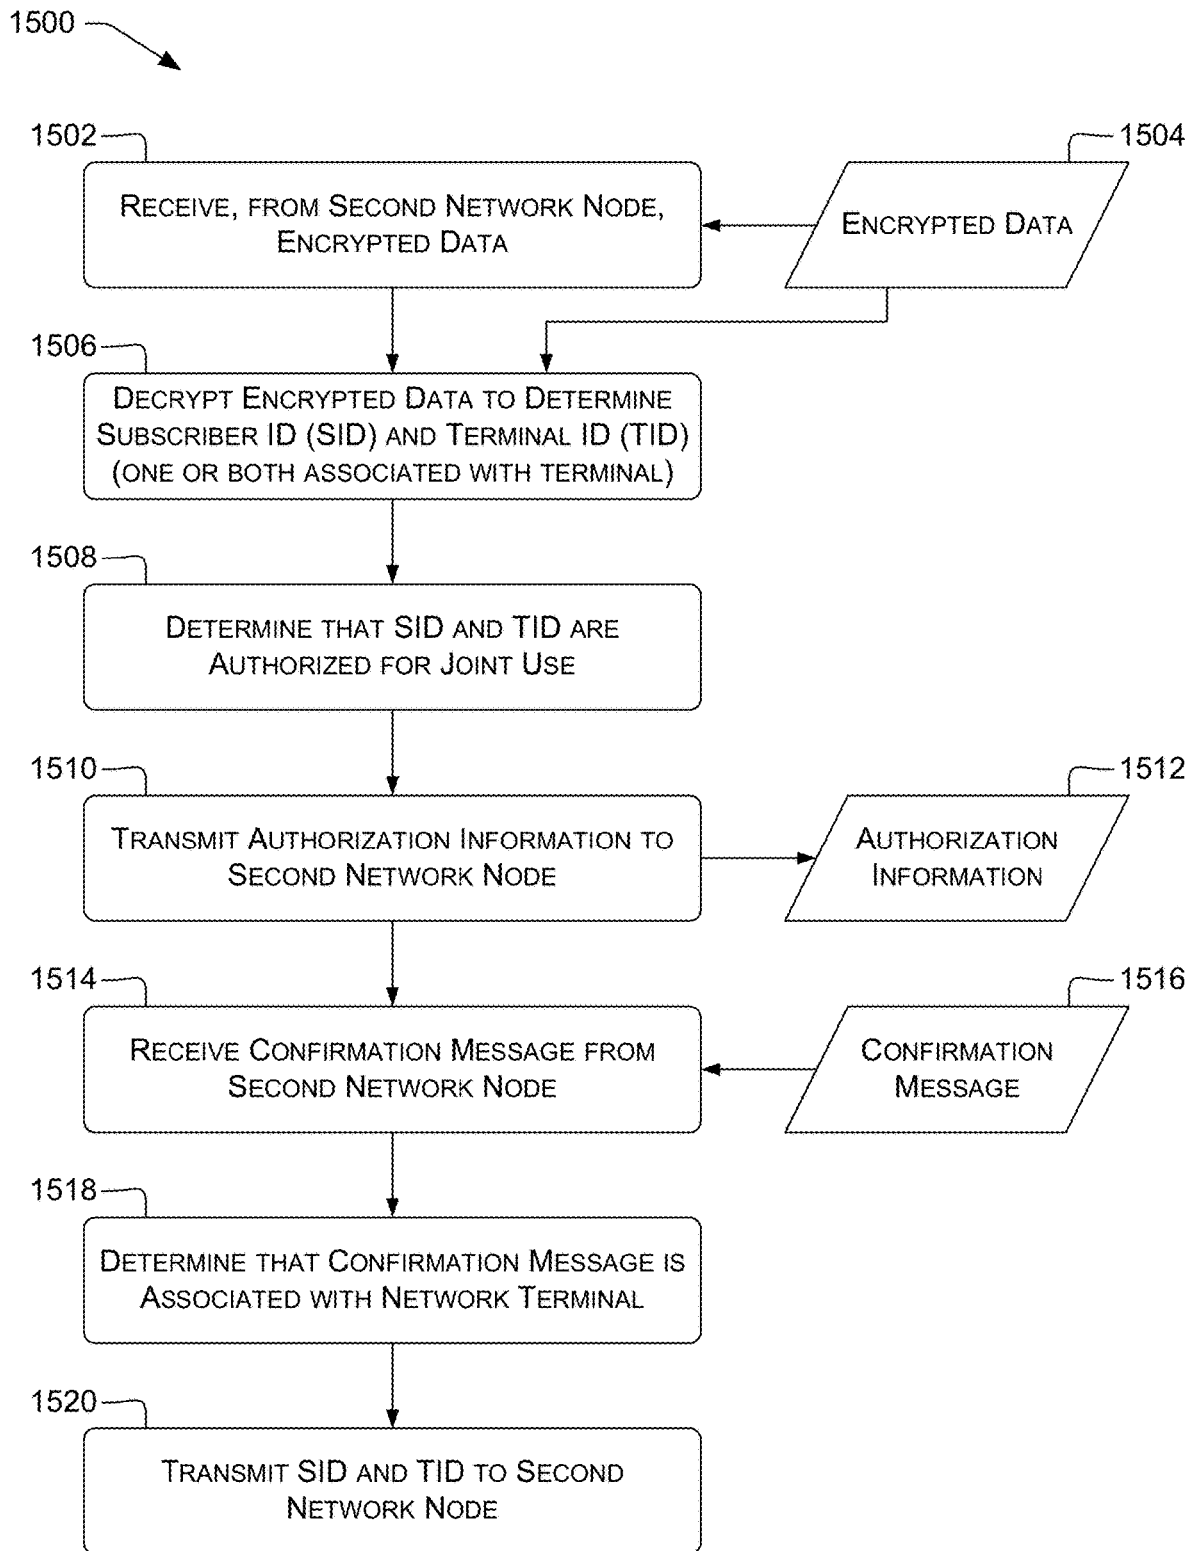 1500
1502
RECEIVE, FROM SECOND NETWORK NODE,
ENCRYPTED DATA
1504
ENCRYPTED DATA
1506
DECRYPT ENCRYPTED DATA TO DETERMINE
SUBSCRIBER ID (SID) AND TERMINAL ID (TID)
(ONE OR BOTH ASSOCIATED WITH TERMINAL)
1508
DETERMINE THAT SID AND TID ARE
AUTHORIZED FOR JOINT USE
1510
TRANSMIT AUTHORIZATION INFORMATION TO
SECOND NETWORK NODE
1512
AUTHORIZATION
INFORMATION
1514
RECEIVE CONFIRMATION MESSAGE FROM
SECOND NETWORK NODE
1516
CONFIRMATION
MESSAGE
1518
DETERMINE THAT CONFIRMATION MESSAGE IS
ASSOCIATED WITH NETWORK TERMINAL
1520
TRANSMIT SID AND TID TO SECOND
NETWORK NODE